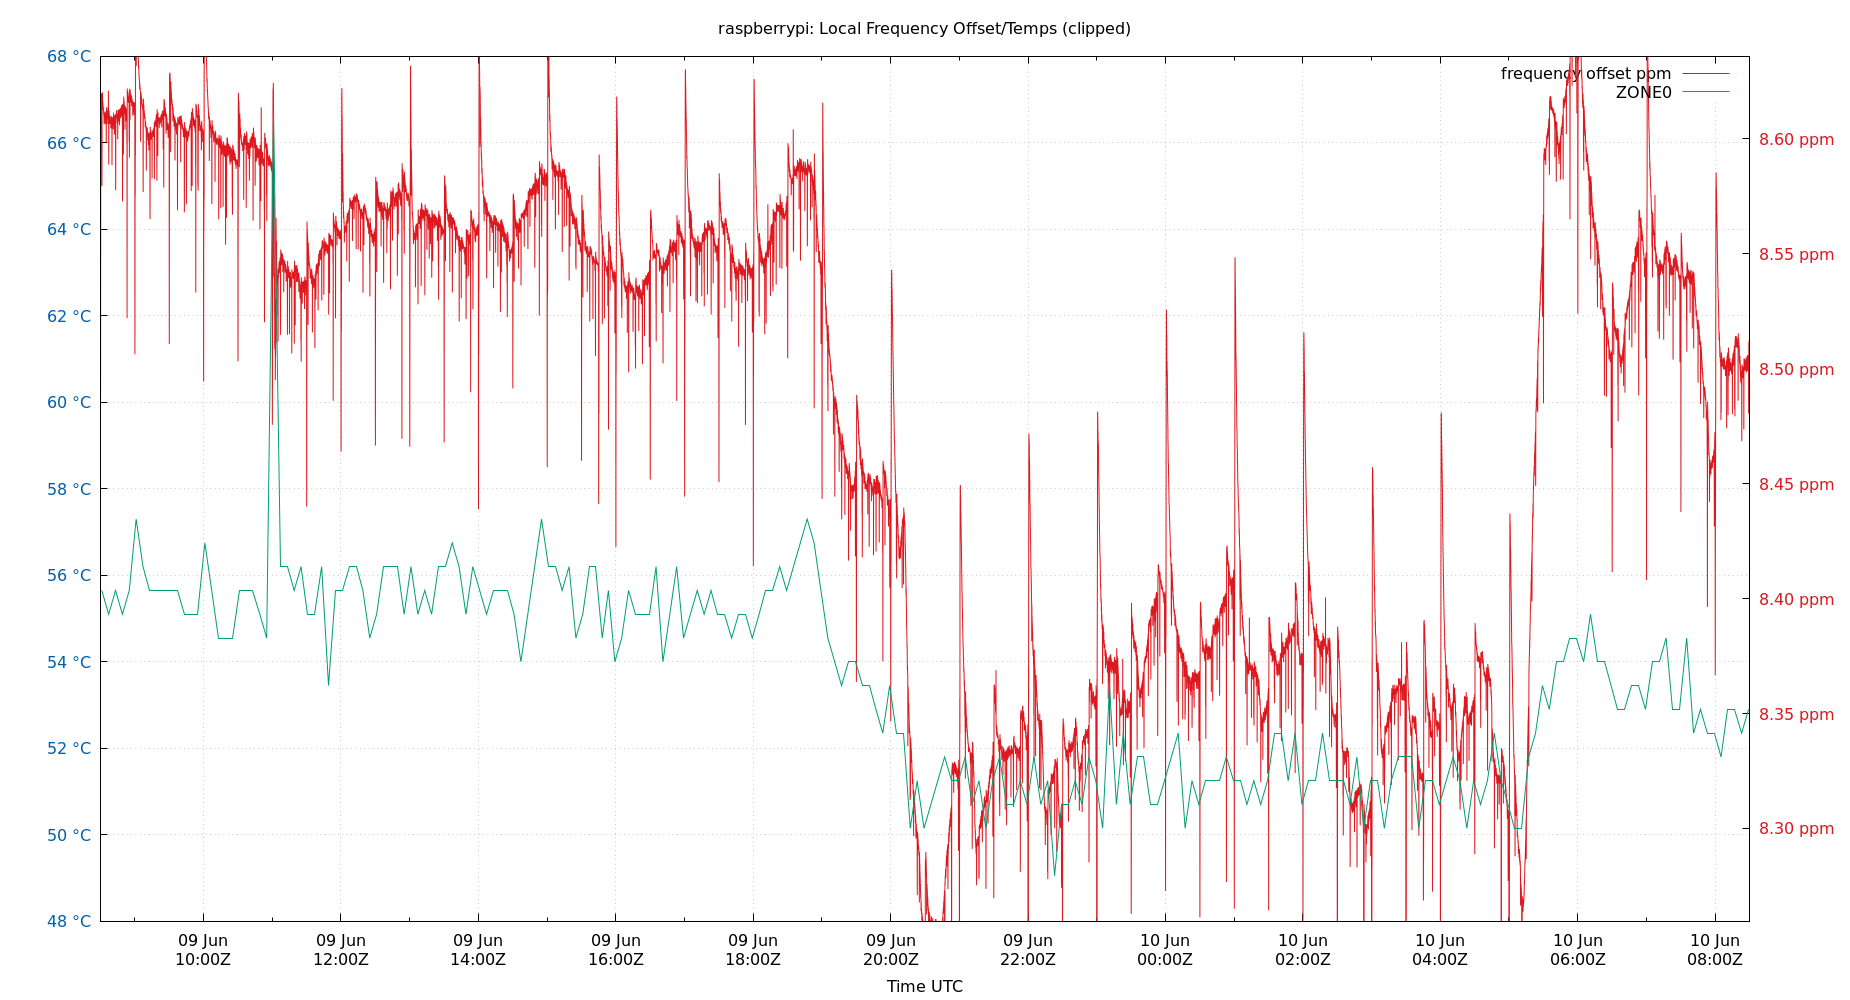 raspberrypi: Local Frequency Offset/Temps (clipped)
68 °C
66 °C
64 °C
62 °C
60 °C
58 °C
56 °C
54 °C
52 °C
50 °C
48 °C
frequency offset ppm
ZONE0
8.60 ppm
8.55 ppm
8.50 ppm
8.45 ppm
8.40 ppm
8.35 ppm
8.30 ppm
09 Jun 09 Jun 09 Jun 09 Jun 09 Jun 09 Jun 09 Jun 10 Jun 10 Jun 10 Jun 10 Jun 10 Jun
10:00Z 12:00Z 14:00Z 16:00Z 18:00Z 20:00Z 22:00Z 00:00Z 02:00Z 04:00Z 06:00Z 08:00Z
Time UTC